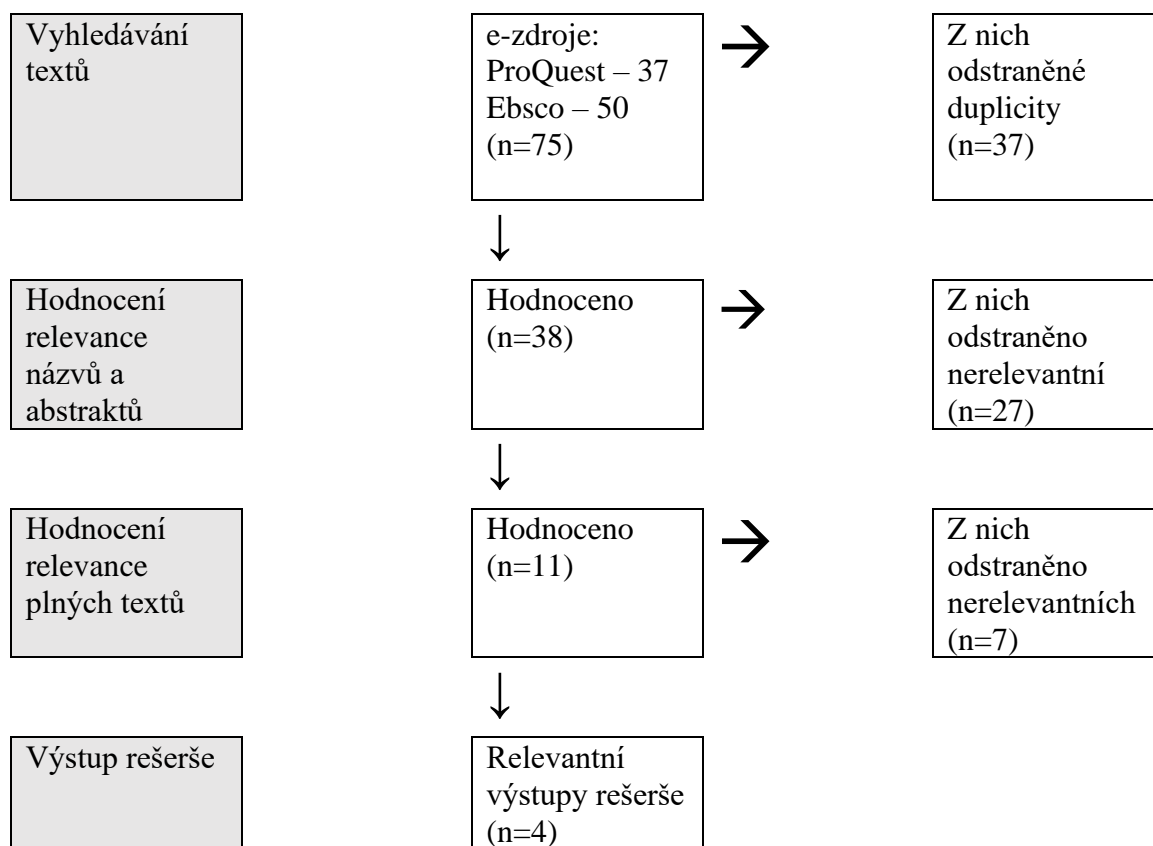 Vyhledávání
textů
e-zdroje:
ProQuest – 37
Ebsco – 50
(n=75)
→
Z nich
odstraněné
duplicity
(n=37)
↓
Hodnocení
relevance
názvů a
abstraktů
Hodnoceno
(n=38)
→
Z nich
odstraněno
nerelevantní
(n=27)
↓
Hodnocení
relevance
plných textů
Hodnoceno
(n=11)
→
Z nich
odstraněno
nerelevantních
(n=7)
↓
Výstup rešerše
Relevantní
výstupy rešerše
(n=4)